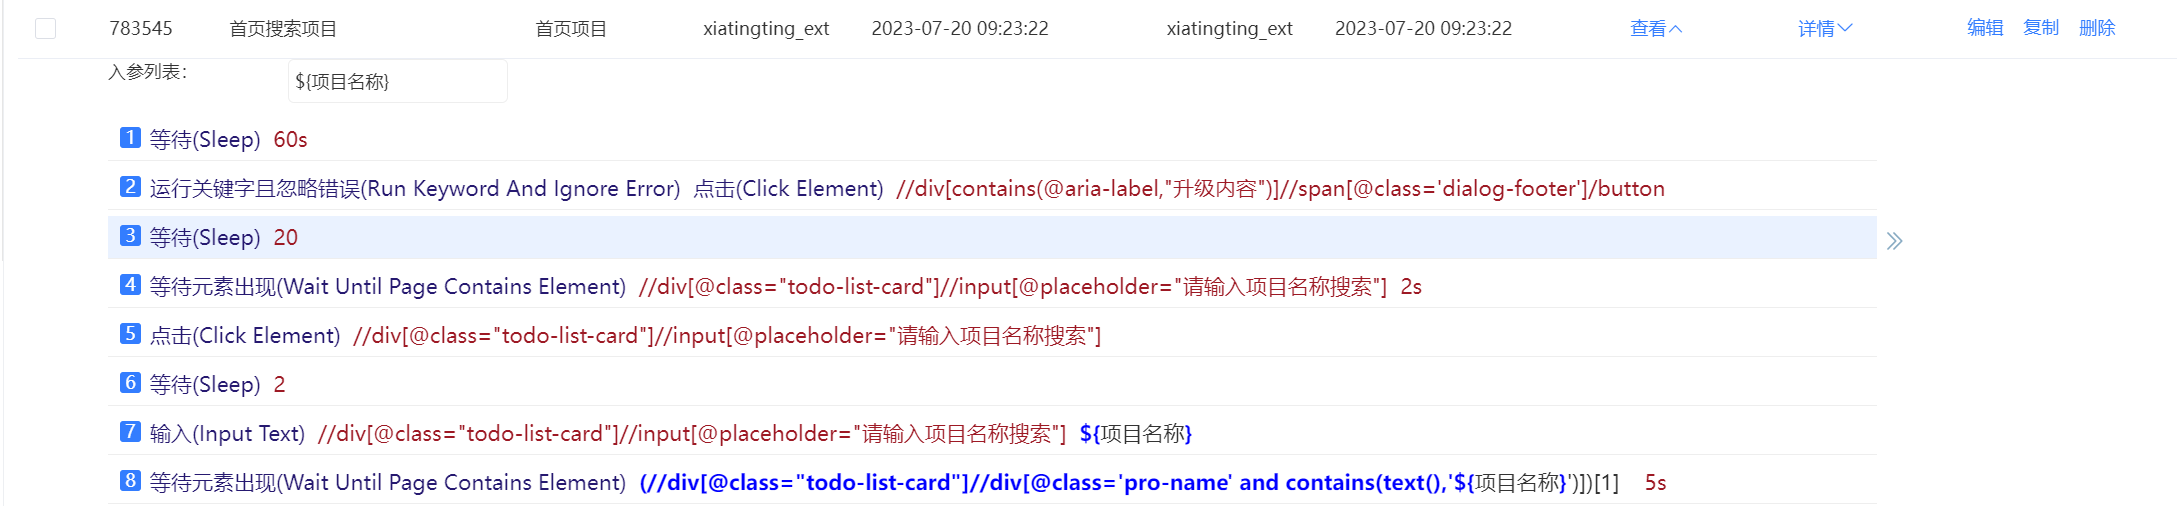 783545 首页搜索项目 首页项目 xiatingting_ext 2023-07-20 09:23:22 xiatingting_ext 2023-07-20 09:23:22 查看 详情 编辑 复制 删除
入参列表: ${项目名称}
1 等待(Sleep) 60s
2 运行关键字且忽略错误(Run Keyword And Ignore Error) 点击(Click Element) //div[contains(@aria-label,"升级内容")]//span[@class='dialog-footer']/button
3 等待(Sleep) 20
4 等待元素出现(Wait Until Page Contains Element) //div[@class="todo-list-card"]//input[@placeholder="请输入项目名称搜索"] 2s
5 点击(Click Element) //div[@class="todo-list-card"]//input[@placeholder="请输入项目名称搜索"]
6 等待(Sleep) 2
7 输入(Input Text) //div[@class="todo-list-card"]//input[@placeholder="请输入项目名称搜索"] ${项目名称}
8 等待元素出现(Wait Until Page Contains Element) (//div[@class="todo-list-card"]//div[@class='pro-name' and contains(text(),'${项目名称}')])[1] 5s